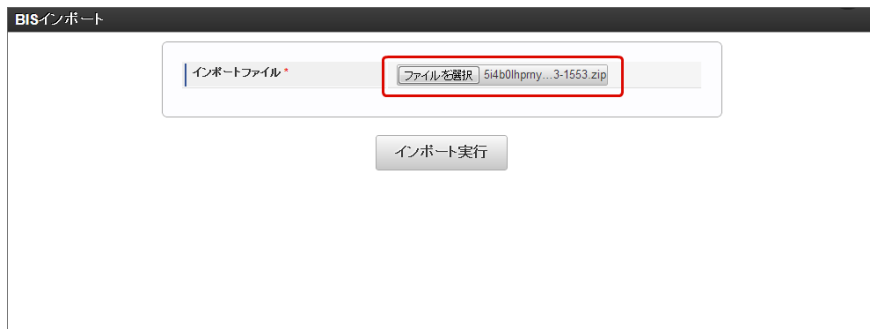 BISインポート
インポートファイル *
ファイルを選択 5i4b0lhpmy...3-1553.zip
インポート実行